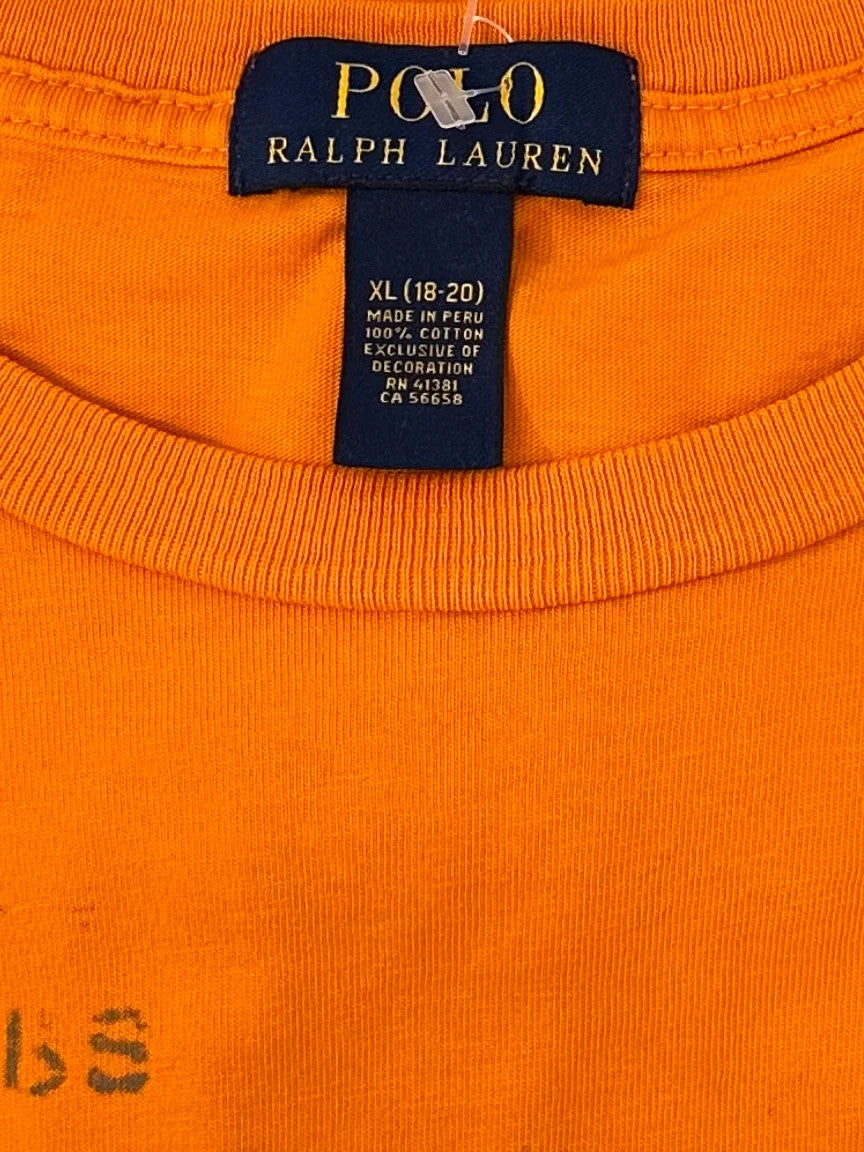 POLO
RALPH LAUREN
XL (18-20)
MADE IN PERU
100% COTTON
EXCLUSIVE OF
DECORATION
RN 41381
CA 56658